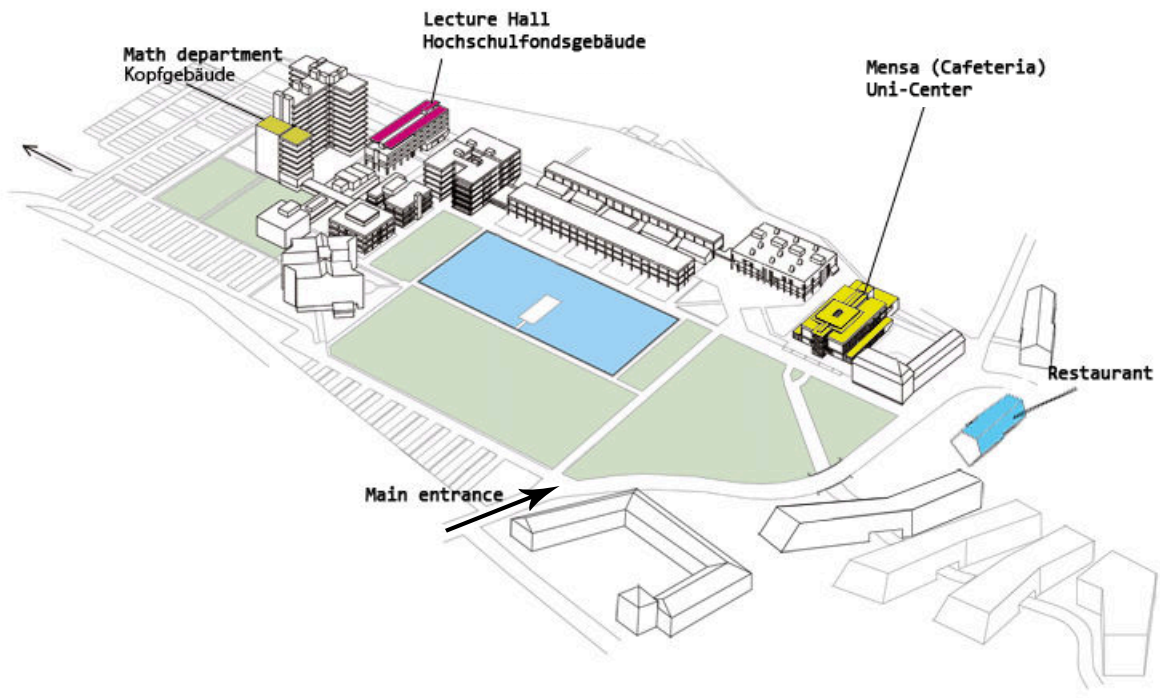 Lecture Hall
Hochschulfondsgebäude
Math department
Kopfgebäude
Mensa (Cafeteria)
Uni-Center
Restaurant
Main entrance